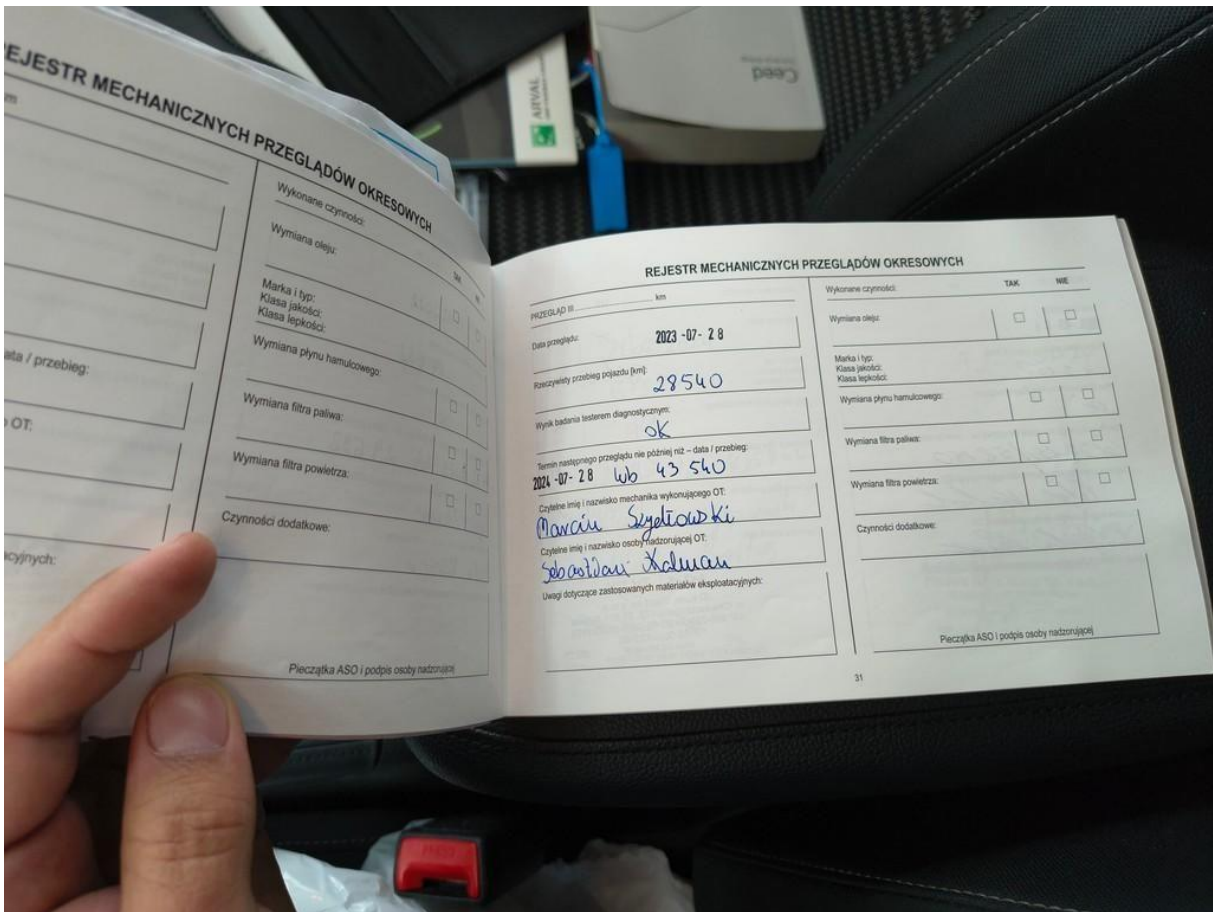 REJESTR MECHANICZNYCH PRZEGLĄDÓW OKRESOWYCH
km
ata / przebieg:
OT:
acyjnych:
Wykonane czynności:
TAK NIE
Wymiana oleju:
Marka i typ:
Klasa jakości:
Klasa lepkości:
Wymiana płynu hamulcowego:
Wymiana filtra paliwa:
Wymiana filtra powietrza:
Czynności dodatkowe:
Pieczątka ASO i podpis osoby nadzorującej
ARVAL
Ceed
REJESTR MECHANICZNYCH PRZEGLĄDÓW OKRESOWYCH
PRZEGLĄD III km
Data przeglądu:
2023 -07- 28
Rzeczywisty przebieg pojazdu [km]:
28540
Wynik badania testerem diagnostycznym:
OK
Termin następnego przeglądu nie później niż – data / przebieg:
2024 -07- 28 lub 43 540
Czytelne imię i nazwisko mechanika wykonującego OT:
Marcin Szydłowski
Czytelne imię i nazwisko osoby nadzorującej OT:
Sebastian Kalman
Uwagi dotyczące zastosowanych materiałów eksploatacyjnych:
Wykonane czynności: TAK NIE
Wymiana oleju:
Marka i typ:
Klasa jakości:
Klasa lepkości:
Wymiana płynu hamulcowego:
Wymiana filtra paliwa:
Wymiana filtra powietrza:
Czynności dodatkowe:
Pieczątka ASO i podpis osoby nadzorującej
31
PRESS